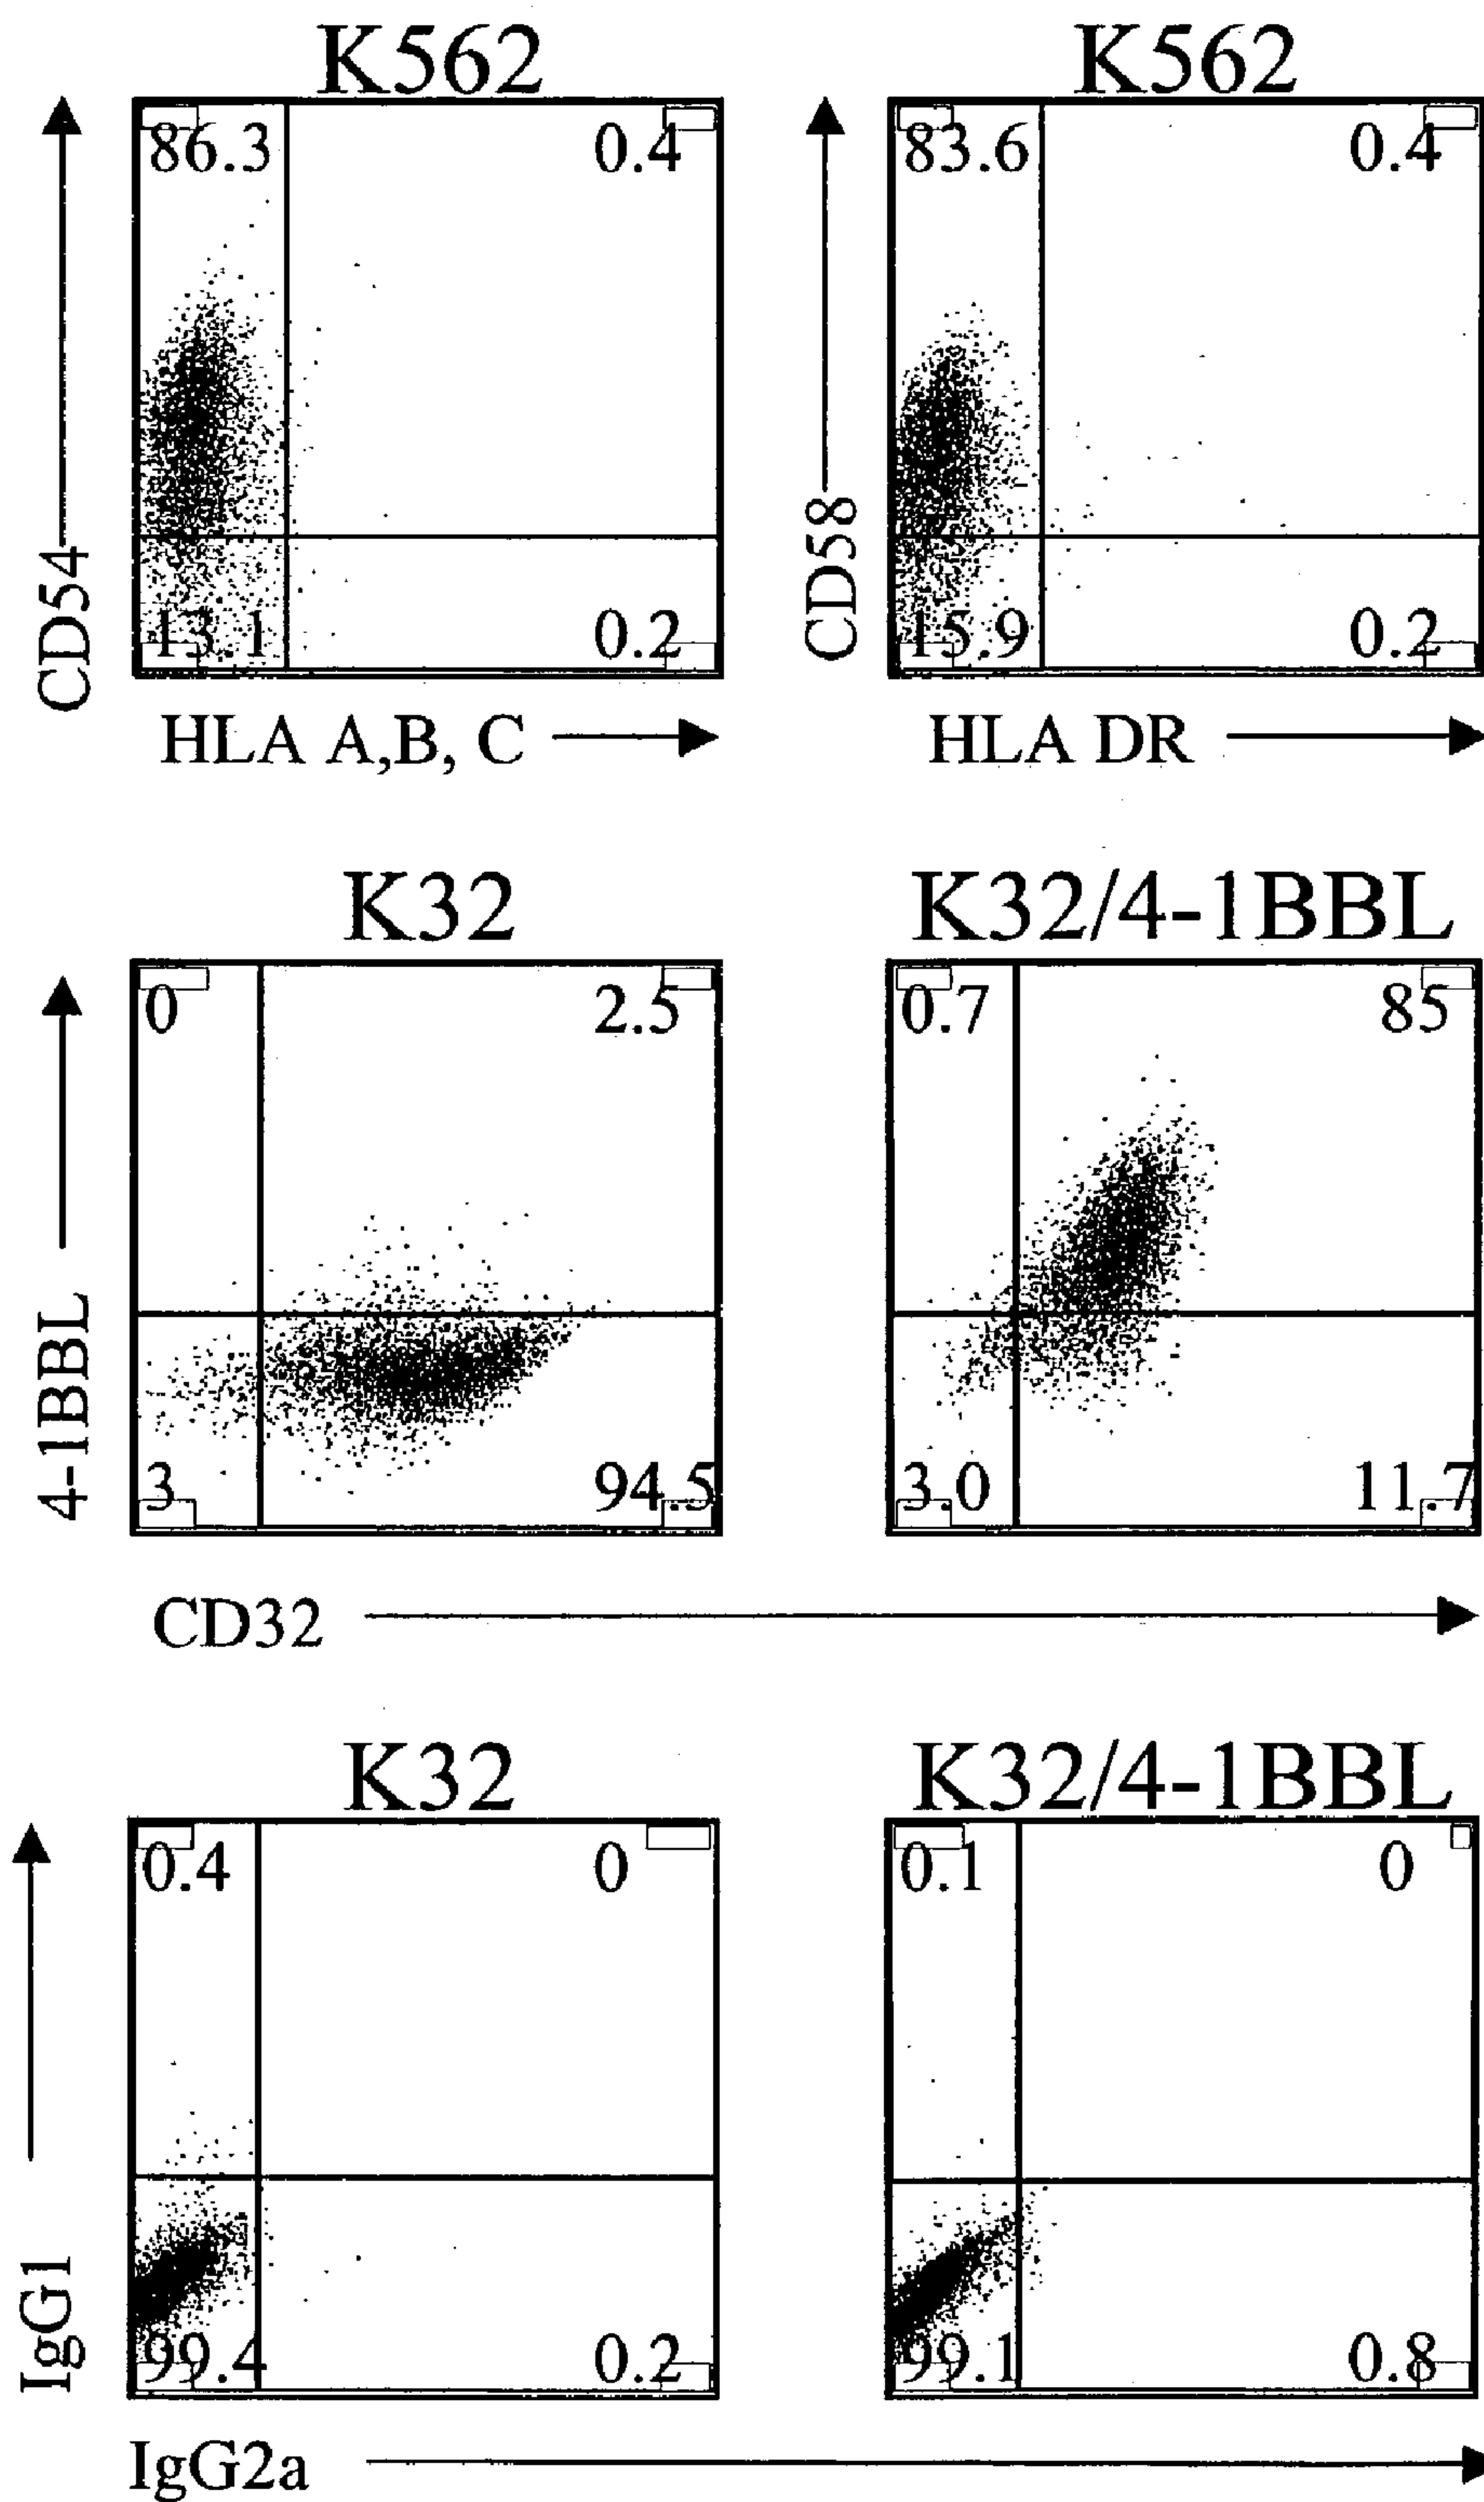 K562 K562
86.3 0.4 83.6 0.4
CD54 CD58
13.1 0.2 15.9 0.2
HLA A,B, C HLA DR
K32 K32/4-1BBL
0 2.5 0.7 85
4-1BBL
3 94.5 3.0 11.7
CD32
K32 K32/4-1BBL
0.4 0 0.1 0
IgG1
99.4 0.2 99.1 0.8
IgG2a